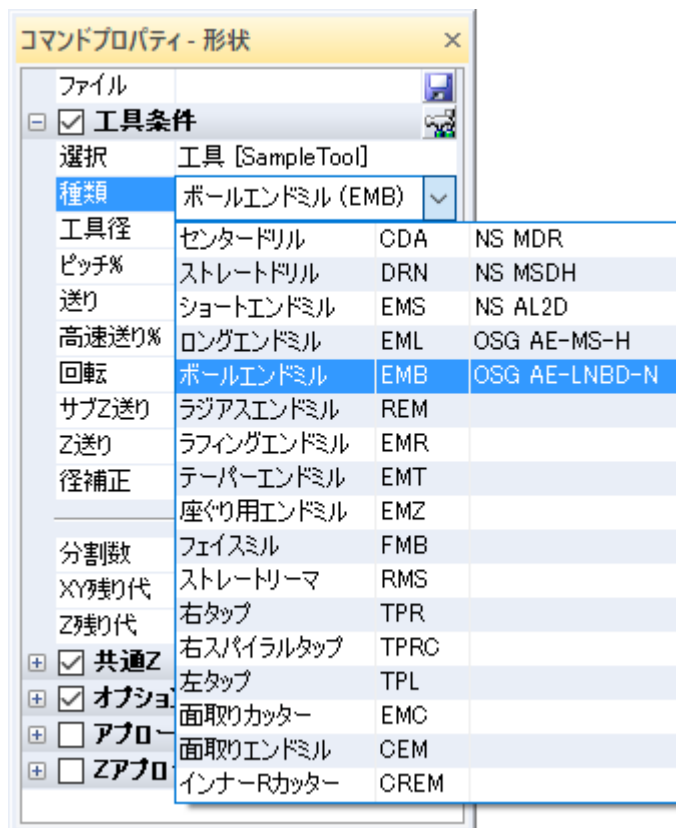 コマンドプロパティ - 形状
ファイル
工具条件
選択 工具 [SampleTool]
種類 ボールエンドミル (EMB)
工具径
ピッチ%
送り
高速送り%
回転
サブZ送り
Z送り
径補正
分割数
XY残り代
Z残り代
共通Z
オプション
アプロー
Zアプロ
センタードリル CDA NS MDR
ストレートドリル DRN NS MSDH
ショートエンドミル EMS NS AL2D
ロングエンドミル EML OSG AE-MS-H
ボールエンドミル EMB OSG AE-LNBD-N
ラジアスエンドミル REM
ラフィングエンドミル EMR
テーパーエンドミル EMT
座ぐり用エンドミル EMZ
フェイスミル FMB
ストレートリーマ RMS
右タップ TPR
右スパイラルタップ TPRC
左タップ TPL
面取りカッター EMC
面取りエンドミル CEM
インナーRカッター CREM